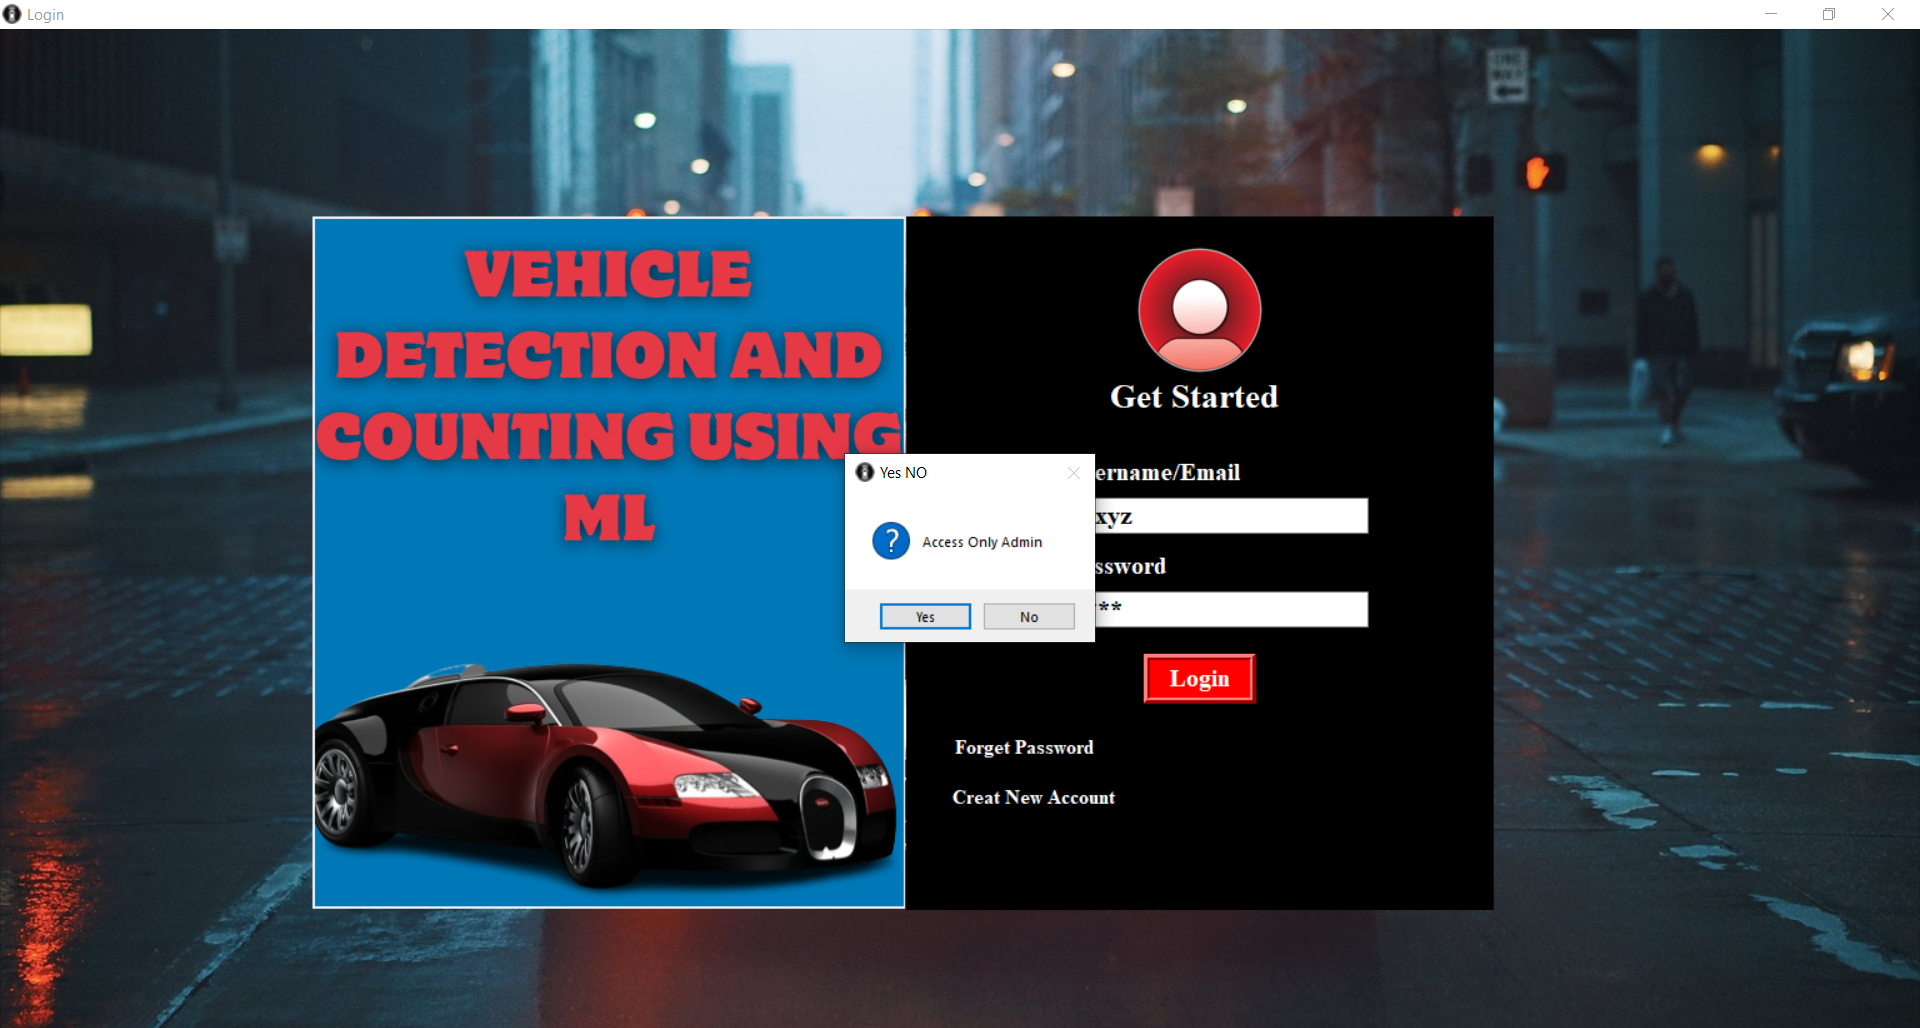 Login
VEHICLE
DETECTION AND
COUNTING USING
ML
Get Started
ername/Email
xyz
ssword
**
Login
Forget Password
Creat New Account
Yes NO
Access Only Admin
Yes
No